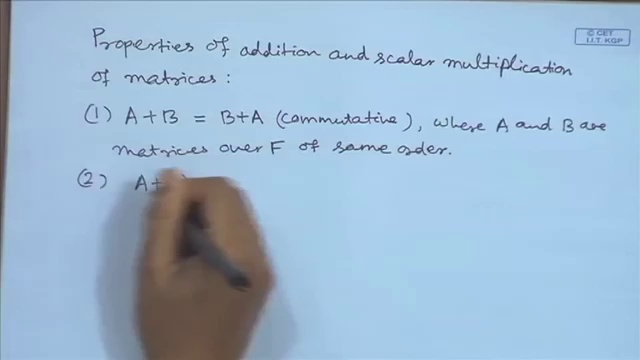 Properties of addition and scalar multiplication
of matrices :
(1) A+B = B+A (commutative), where A and B are
matrices over F of same order.
(2) A+
© CET
I.I.T. KGP